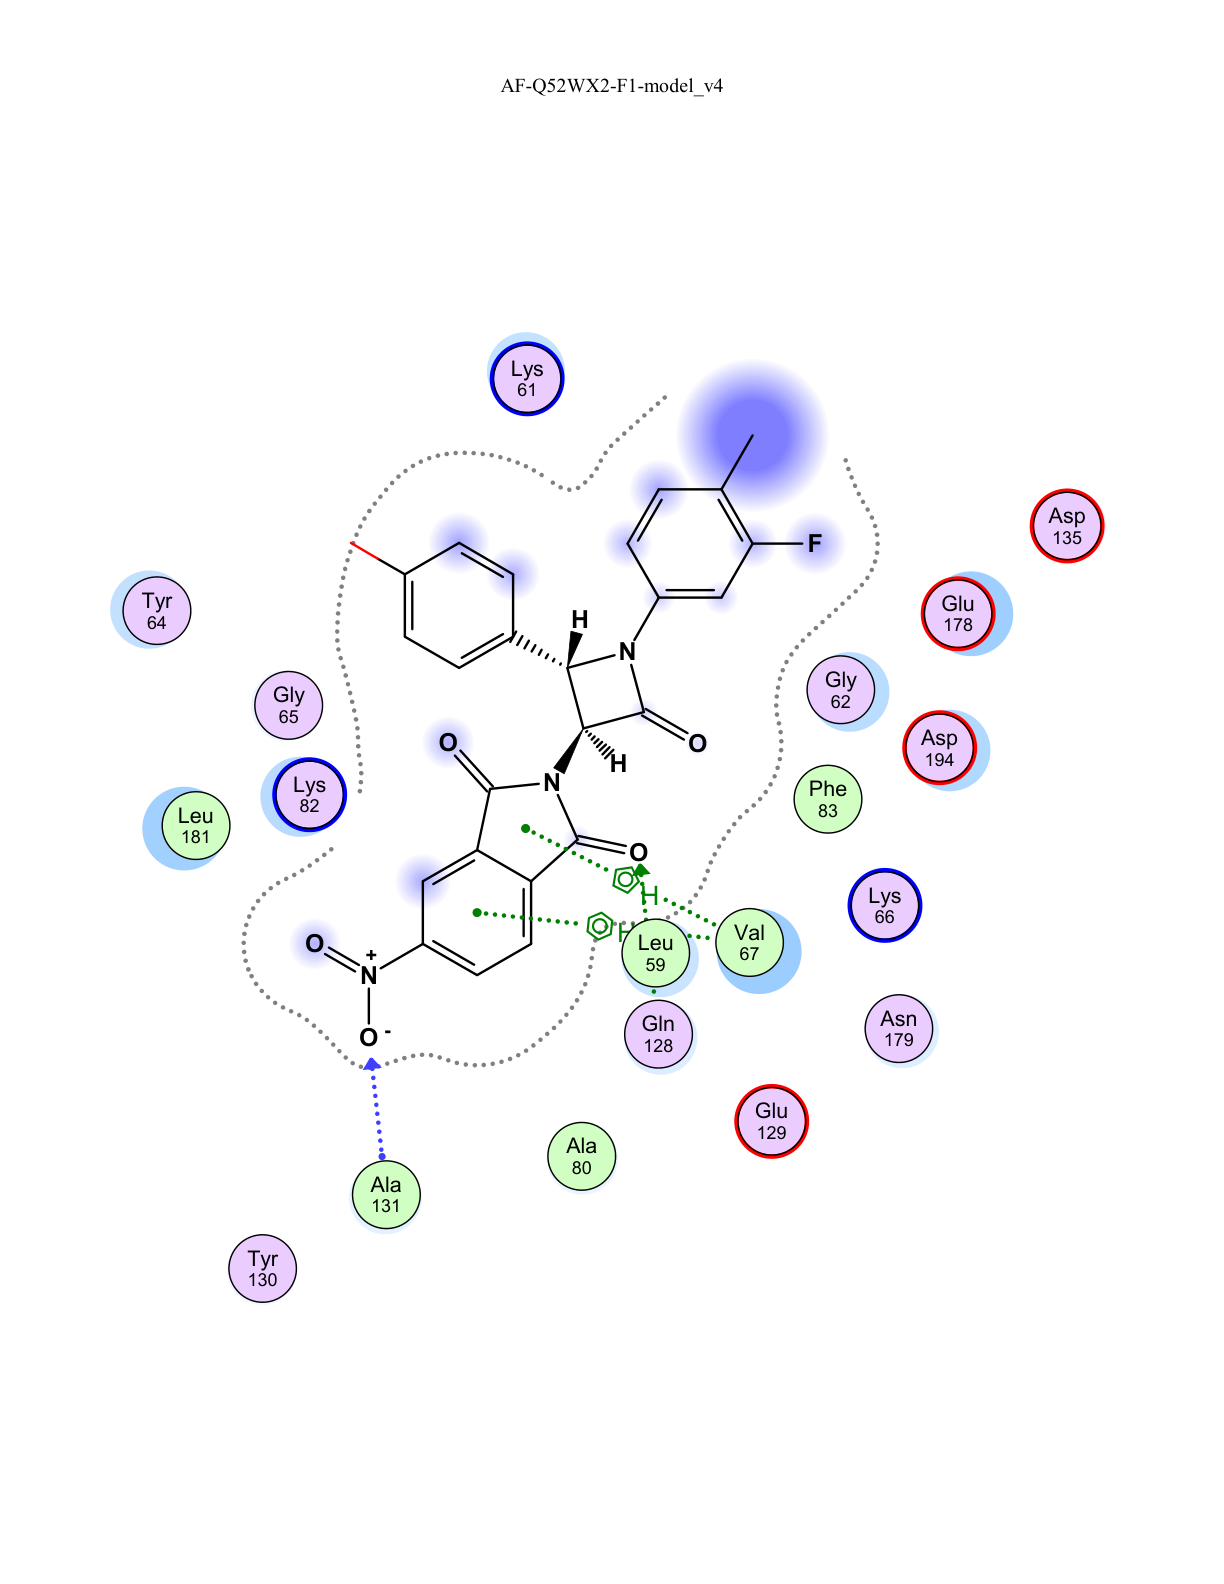 AF-Q52WX2-F1-model_v4
Lys
61
Asp
135
F
Tyr
64
Glu
178
H
N
Gly
65
Gly
62
O
O
Asp
194
H
Lys
82
N
Phe
83
Leu
181
O
H
Lys
66
O
N
+
H
Leu
59
Val
67
O
-
Gln
128
Asn
179
Glu
129
Ala
80
Ala
131
Tyr
130